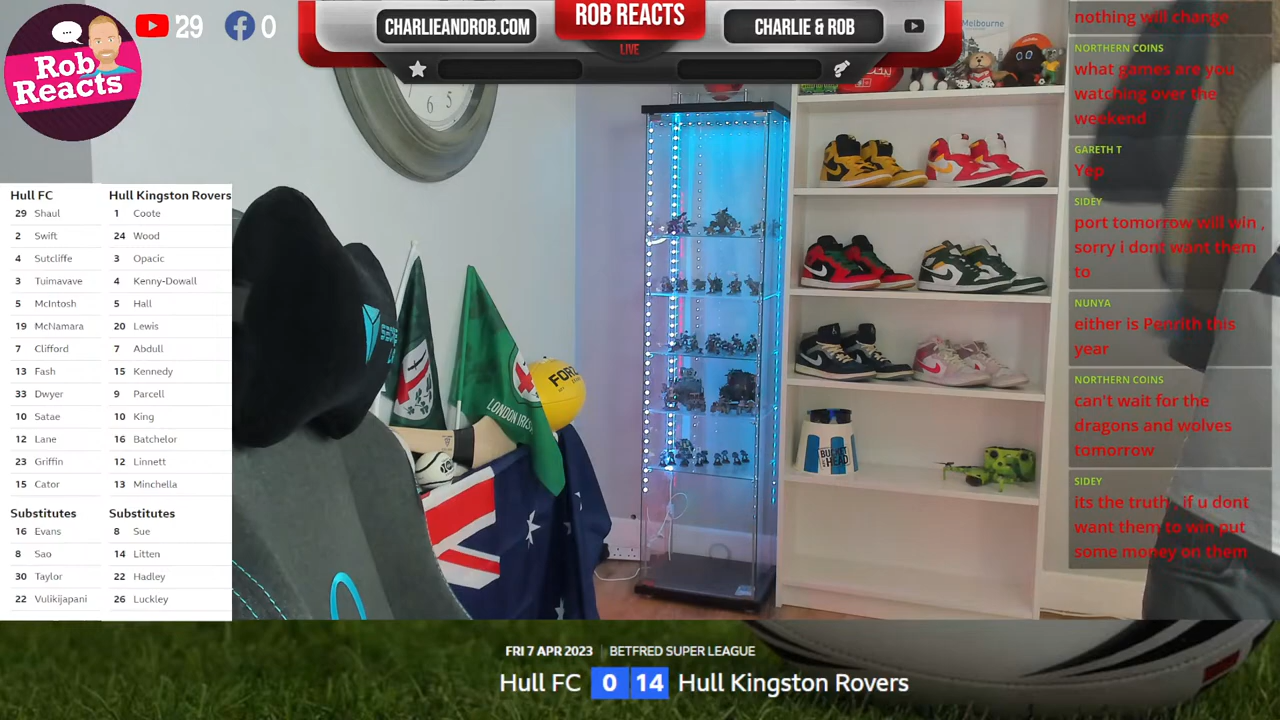 Rob
Reacts
29
0
CHARLIEANDROB.COM
ROB REACTS
LIVE
CHARLIE & ROB
Melbourne
Hull FC
29 Shaul
2 Swift
4 Sutcliffe
3 Tuimavave
5 McIntosh
19 McNamara
7 Clifford
13 Fash
33 Dwyer
10 Satae
12 Lane
23 Griffin
15 Cator
Substitutes
16 Evans
8 Sao
30 Taylor
22 Vulikijapani
Hull Kingston Rovers
1 Coote
24 Wood
3 Opacic
4 Kenny-Dowall
5 Hall
20 Lewis
7 Abdull
15 Kennedy
9 Parcell
10 King
16 Batchelor
12 Linnett
13 Minchella
Substitutes
8 Sue
14 Litten
22 Hadley
26 Luckley
6 5
LONDON IRIS
FOR
BUCKET
HEAD
nothing will change
NORTHERN COINS
what games are you
watching over the
weekend
GARETH T
Yep
SIDEY
port tomorrow will win ,
sorry i dont want them
to
NUNYA
either is Penrith this
year
NORTHERN COINS
can't wait for the
dragons and wolves
tomorrow
SIDEY
its the truth , if u dont
want them to win put
some money on them
FRI 7 APR 2023 | BETFRED SUPER LEAGUE
Hull FC 0 14 Hull Kingston Rovers